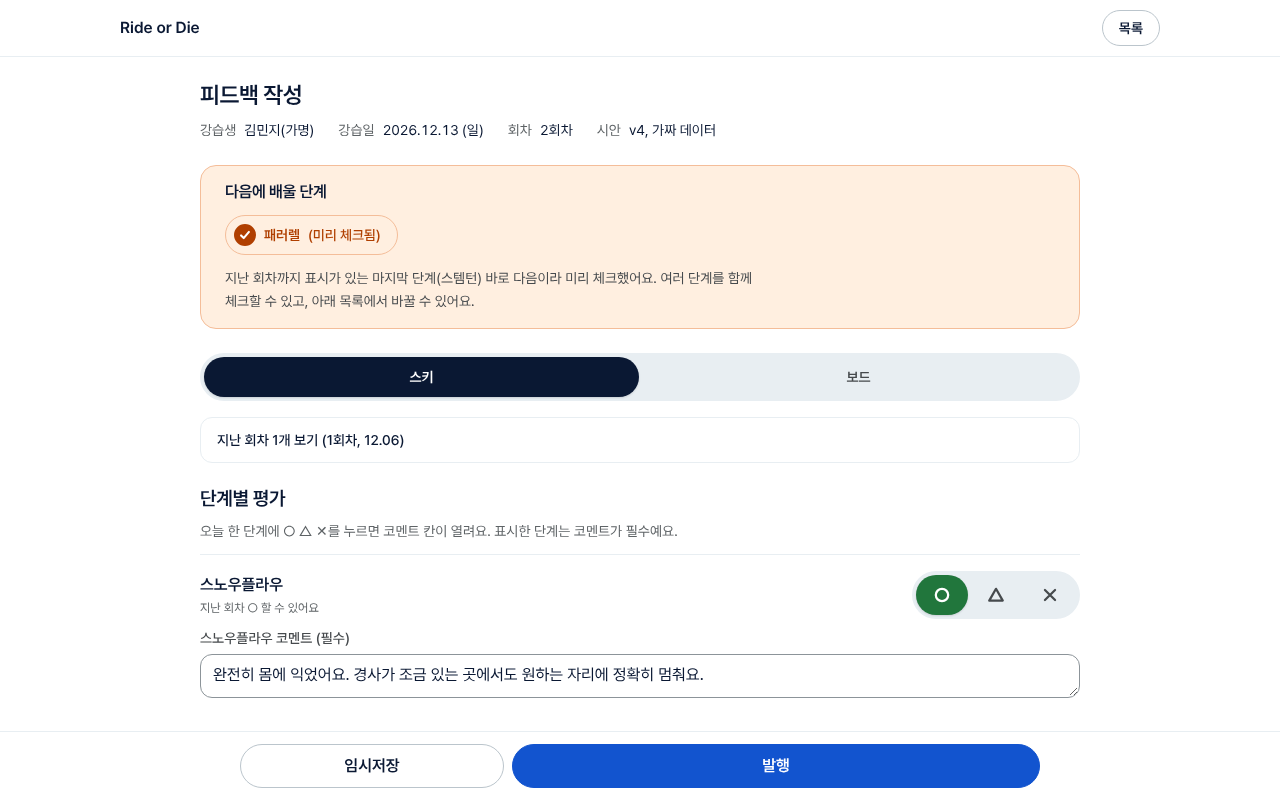 Ride or Die
목록
피드백 작성
강습생 김민지(가명) 강습일 2026.12.13 (일) 회차 2회차 시안 v4, 가짜 데이터
다음에 배울 단계
패러렐 (미리 체크됨)
지난 회차까지 표시가 있는 마지막 단계(스템턴) 바로 다음이라 미리 체크했어요. 여러 단계를 함께
체크할 수 있고, 아래 목록에서 바꿀 수 있어요.
스키
보드
지난 회차 1개 보기 (1회차, 12.06)
단계별 평가
오늘 한 단계에 ○ △ ✕를 누르면 코멘트 칸이 열려요. 표시한 단계는 코멘트가 필수예요.
스노우플라우
지난 회차 ○ 할 수 있어요
○ △ ✕
스노우플라우 코멘트 (필수)
완전히 몸에 익었어요. 경사가 조금 있는 곳에서도 원하는 자리에 정확히 멈춰요.
임시저장
발행